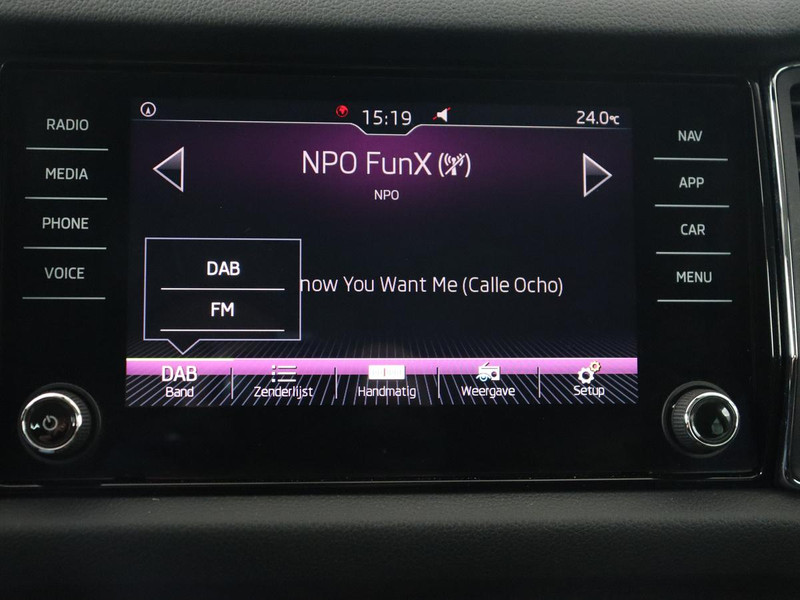 RADIO
MEDIA
PHONE
VOICE
15:19
24.0°C
NPO FunX
NPO
DAB
FM
now You Want Me (Calle Ocho)
DAB
Band
Zenderlijst
Handmatig
Weergave
Setup
NAV
APP
CAR
MENU